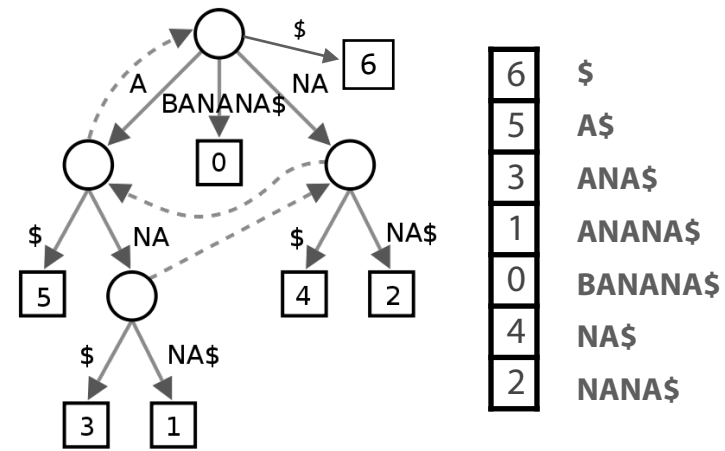 $
6
A
BANANA$
NA
0
$
NA
$
NA$
5
4
2
$
NA$
3
1
6 $
5 A$
3 ANA$
1 ANANA$
0 BANANA$
4 NA$
2 NANA$